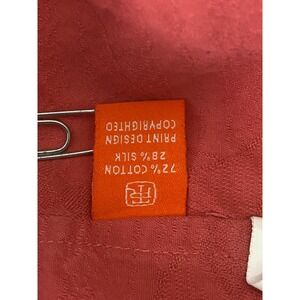 72% COTTON
28% SILK
PRINT DESIGN
COPYRIGHTED